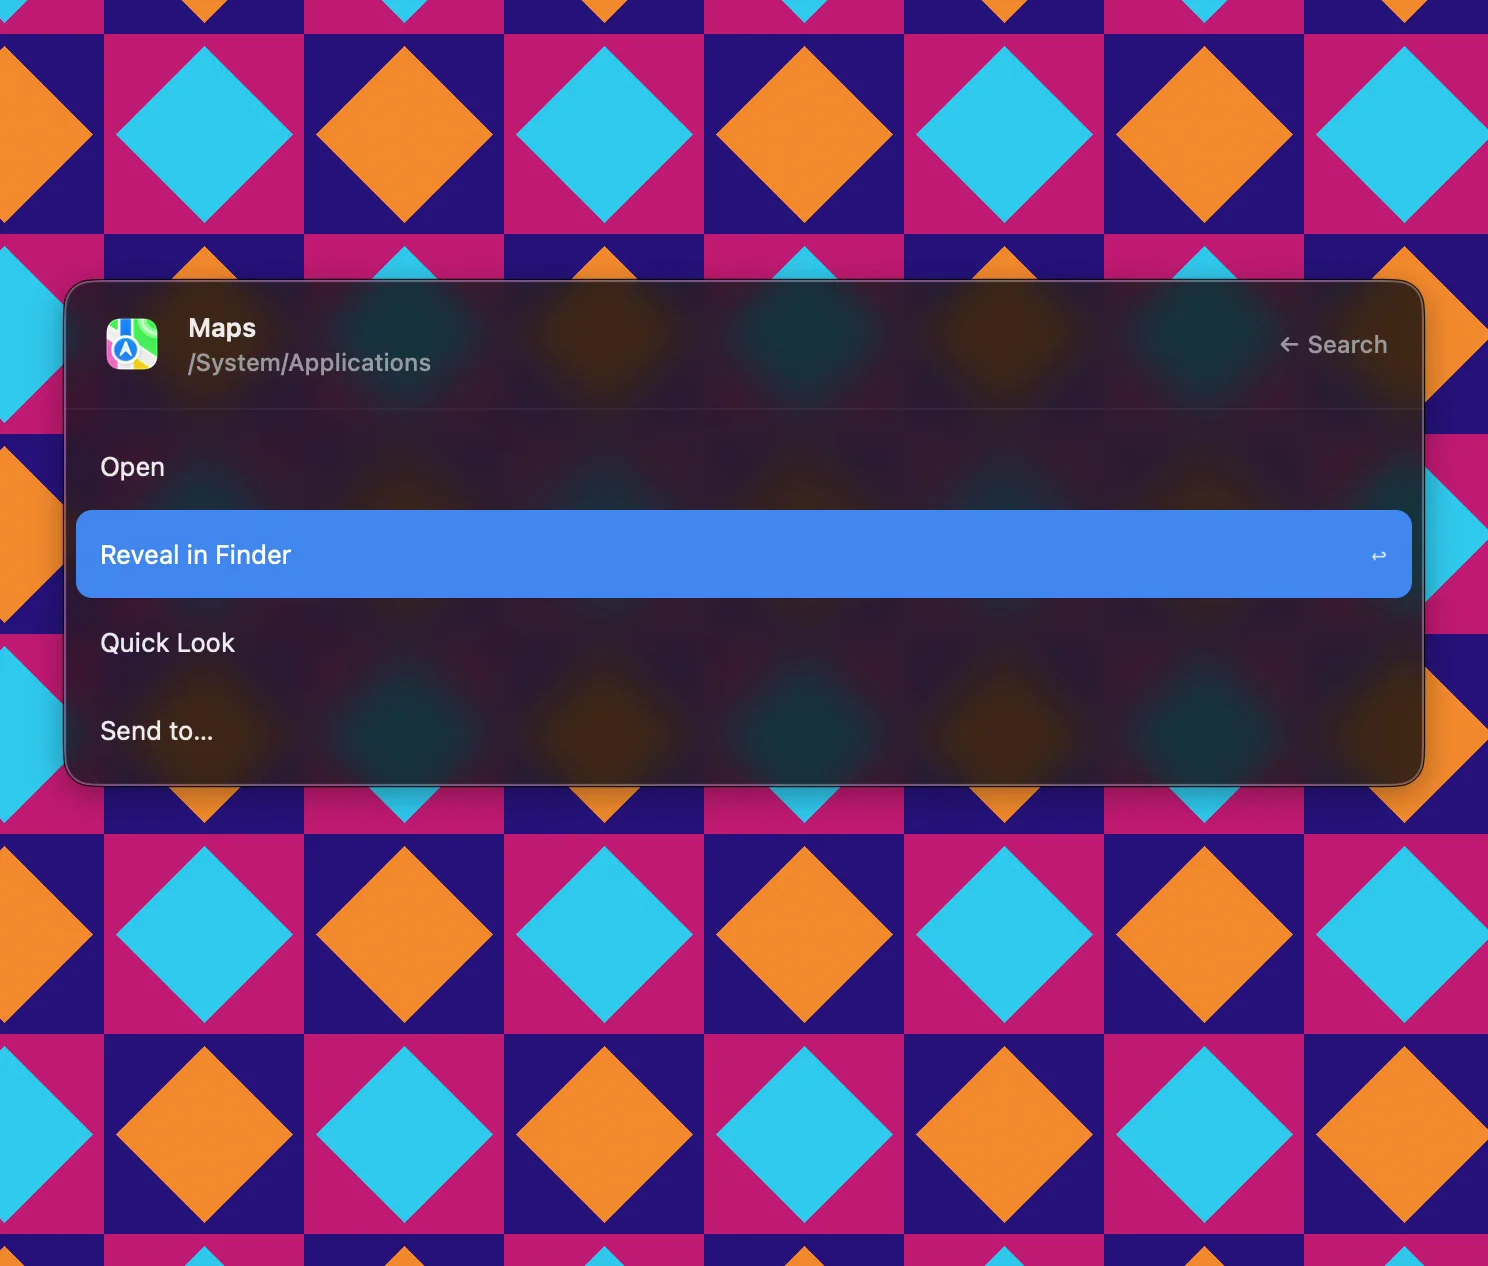 Maps
/System/Applications
← Search
Open
Reveal in Finder ↩
Quick Look
Send to...